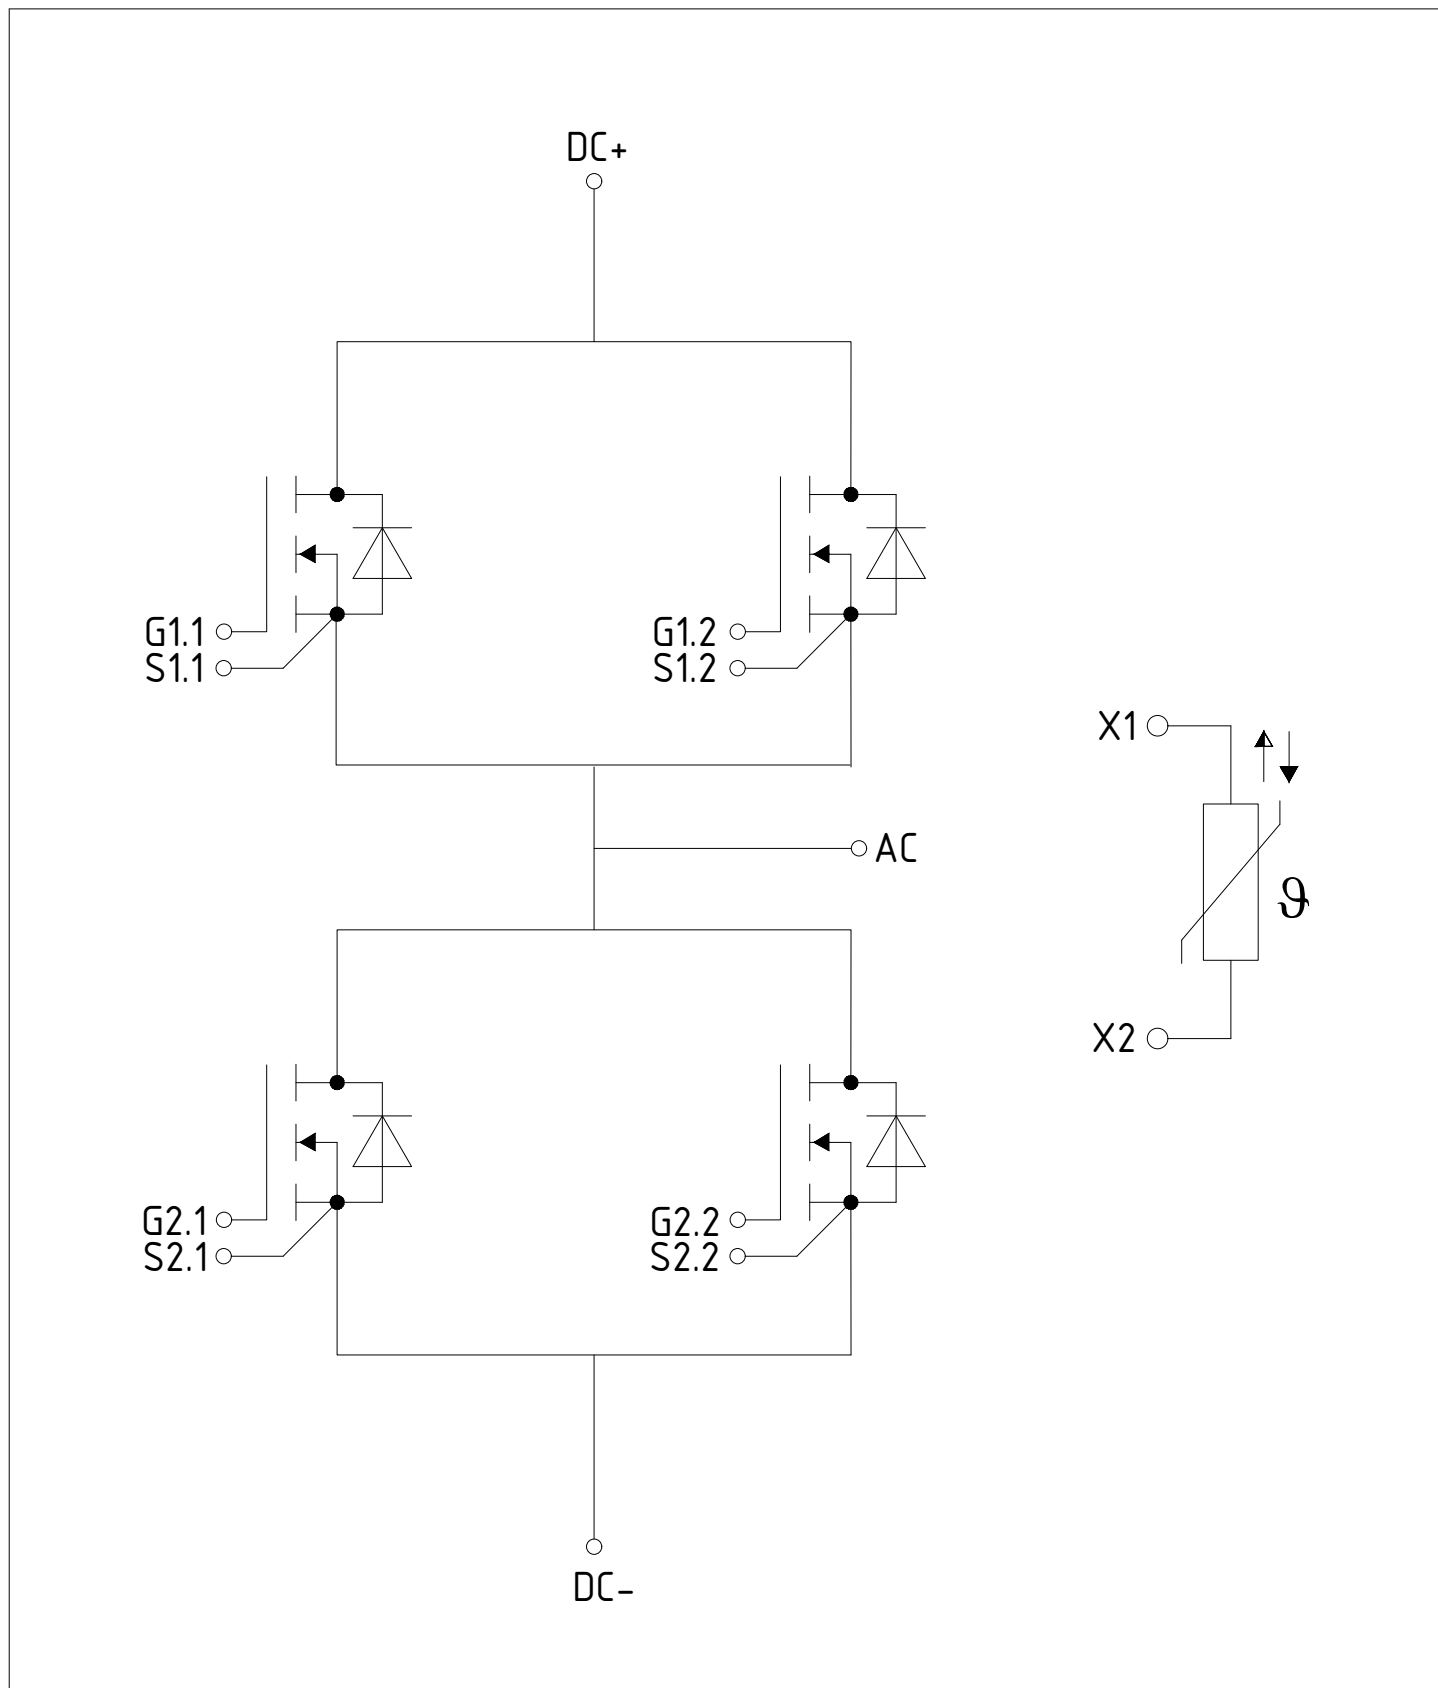 DC+
G1.1
S1.1
G1.2
S1.2
X1
AC
ϑ
X2
G2.1
S2.1
G2.2
S2.2
DC-